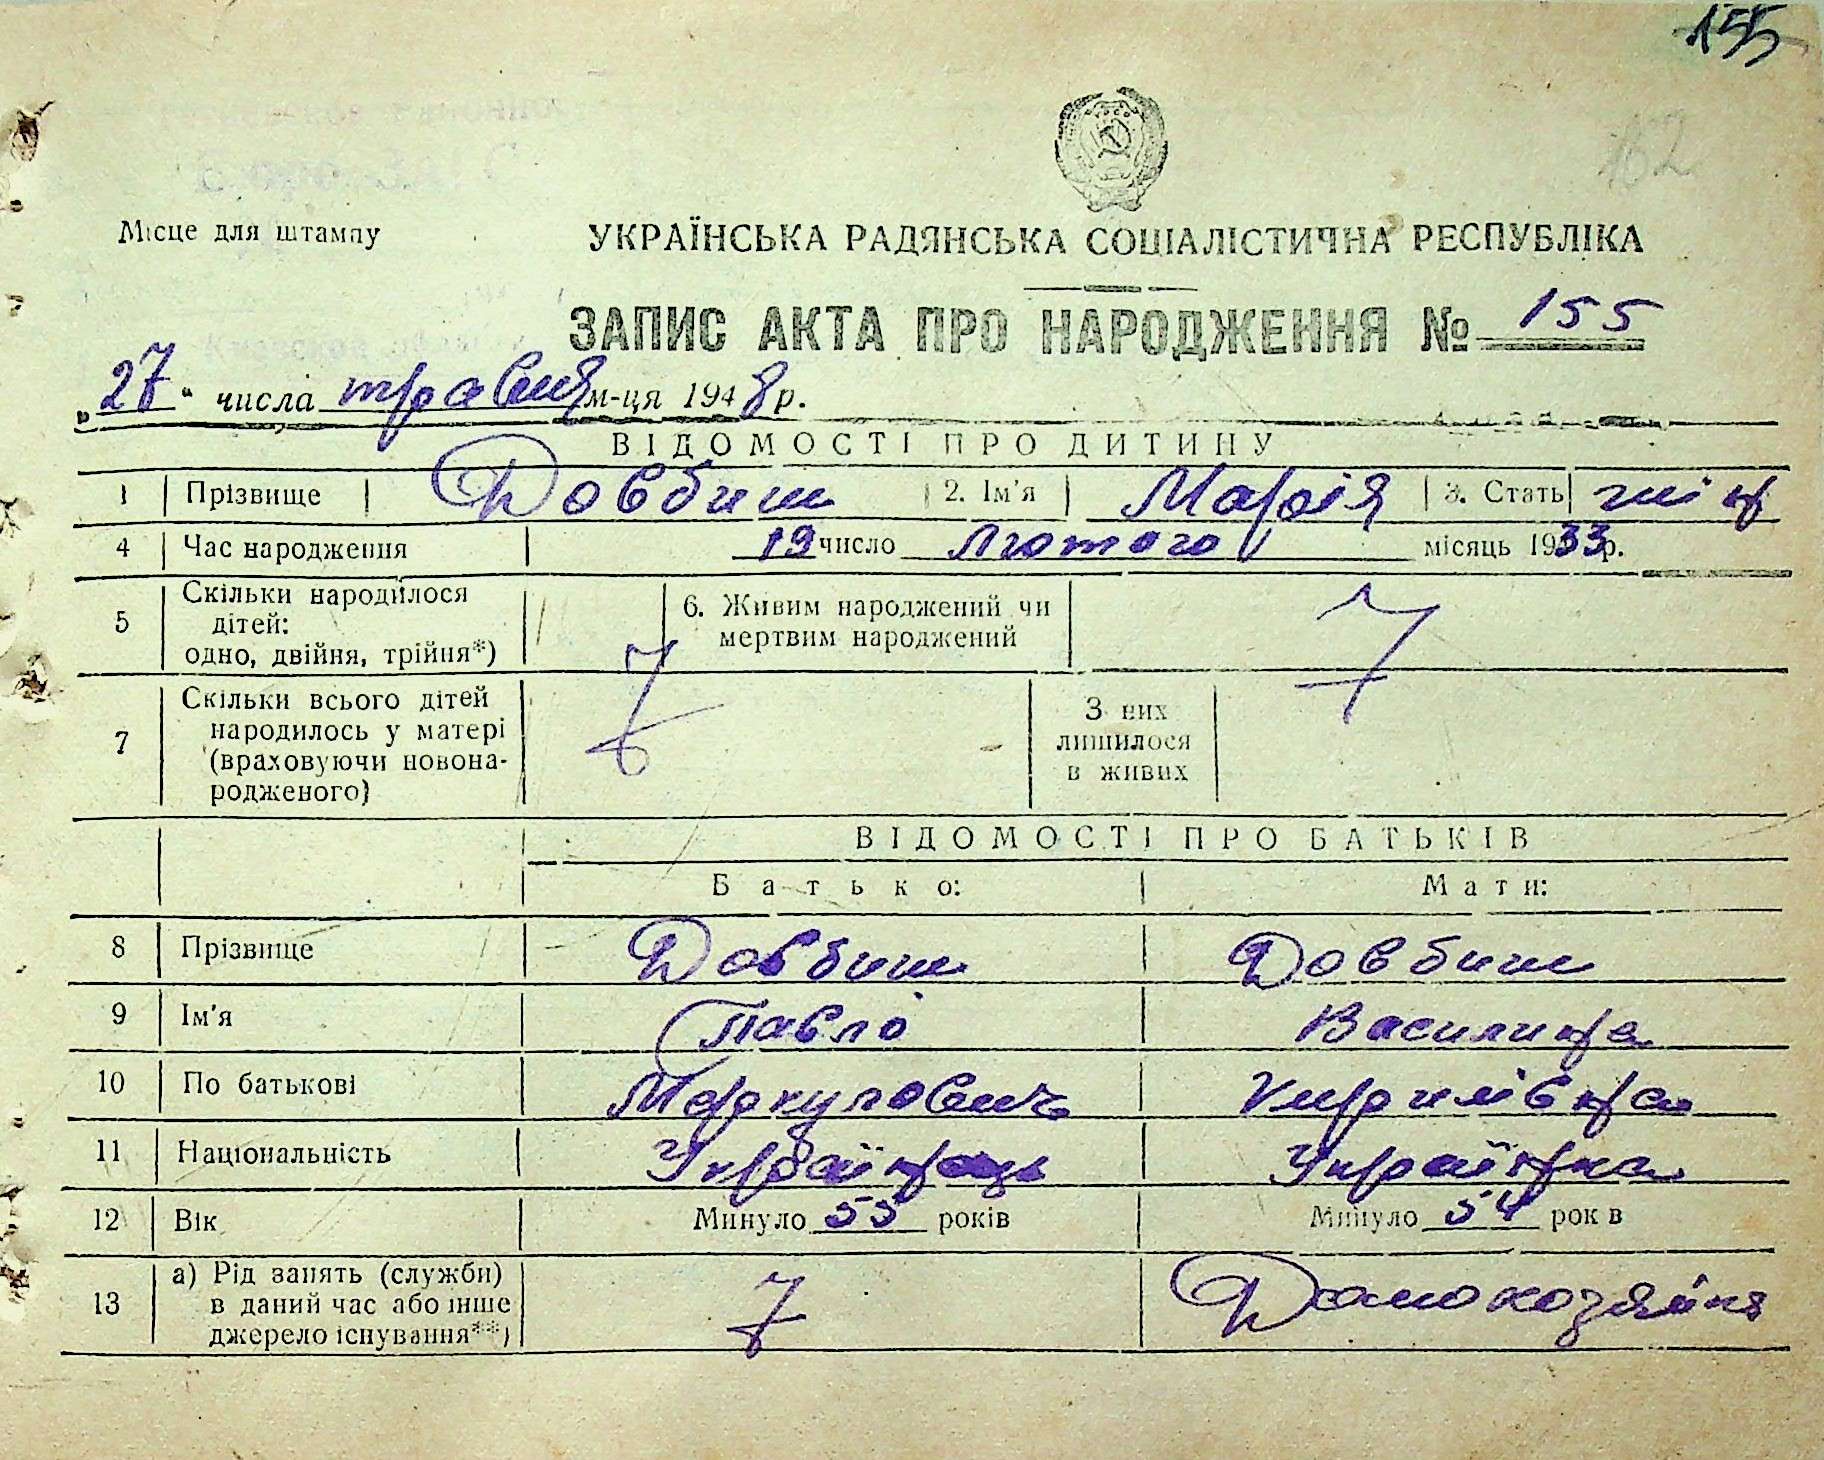 155
162
Місце для штампу
УКРАЇНСЬКА РАДЯНСЬКА СОЦІАЛІСТИЧНА РЕСПУБЛІКА
ЗАПИС АКТА ПРО НАРОДЖЕННЯ № 155
„27“ числа травня м-ця 1948 р.
ВІДОМОСТІ ПРО ДИТИНУ
1 Прізвище Довбиш 2. Ім'я Марія 3. Стать жін
4 Час народження 19 число Лютого місяць 1933 р.
5 Скільки народилося дітей: одно, двійня, трійня*) 6. Живим народжений чи мертвим народжений
7 Скільки всього дітей народилось у матері (враховуючи новонародженого) З них лишилося в живих
ВІДОМОСТІ ПРО БАТЬКІВ
Батько: Мати:
8 Прізвище Довбиш Довбиш
9 Ім'я Павло Василина
10 По батькові Меркулович
11 Національність Українець Українка
12 Вік Минуло 55 років Минуло 54 рок в
13 а) Рід занять (служби) в даний час або інше джерело існування**) Домохозяйка